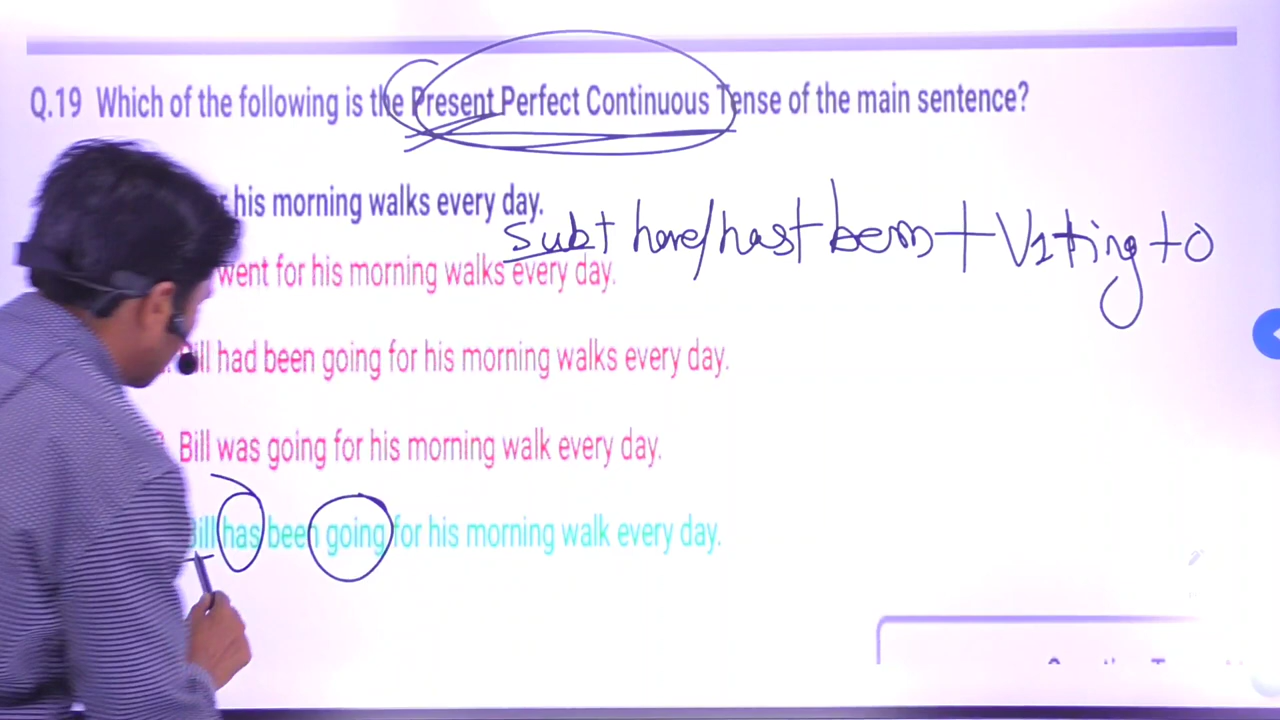 Q.19 Which of the following is the Present Perfect Continuous Tense of the main sentence?
his morning walks every day.
Sub+ have/has+ been + V1+ing + O
went for his morning walks every day.
Bill had been going for his morning walks every day.
Bill was going for his morning walk every day.
Bill has been going for his morning walk every day.